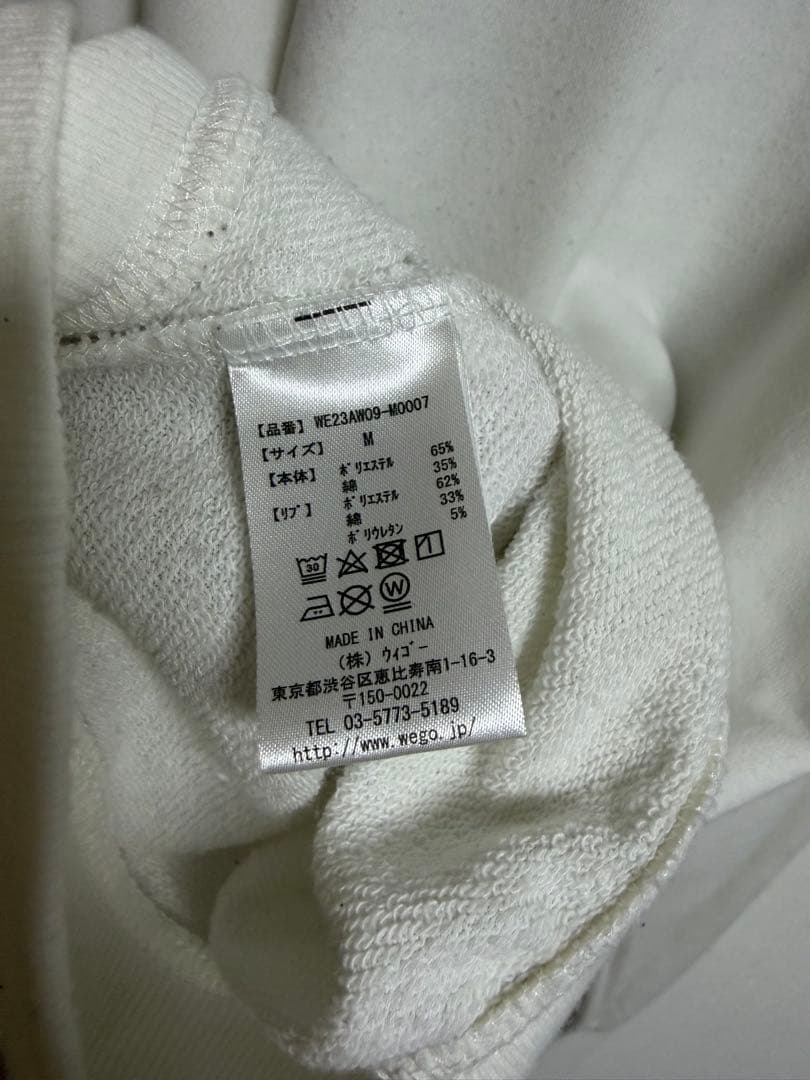 【品番】 WE23AW09-M0007
【サイズ】 M
【本体】 ポリエステル 65%
綿 35%
【リブ】 ポリエステル 62%
綿 33%
ポリウレタン 5%
30
W
MADE IN CHINA
(株) ウィゴー
東京都渋谷区恵比寿南1-16-3
〒150-0022
TEL 03-5773-5189
http://www.wego.jp/